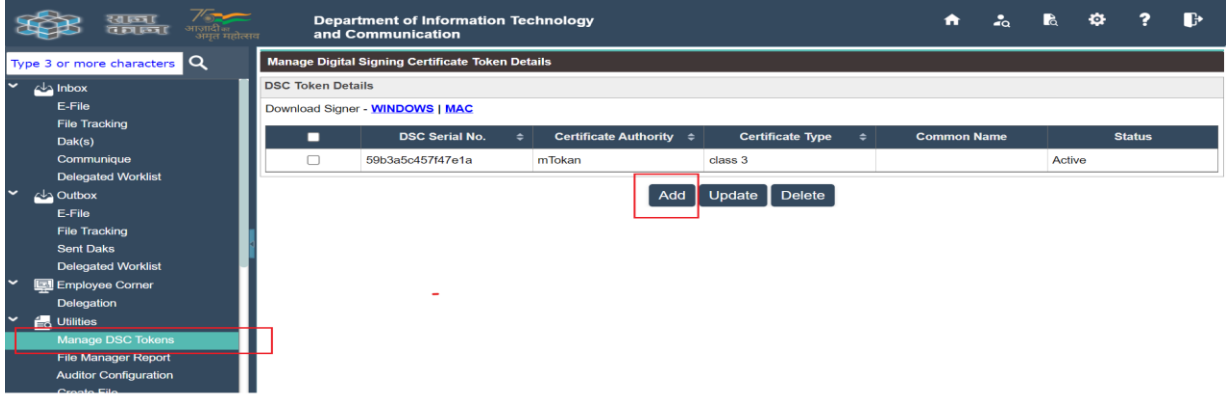 Department of Information Technology
and Communication
Type 3 or more characters
Inbox
E-File
File Tracking
Dak(s)
Communique
Delegated Worklist
Outbox
E-File
File Tracking
Sent Daks
Delegated Worklist
Employee Corner
Delegation
Utilities
Manage DSC Tokens
File Manager Report
Auditor Configuration
Create File
Manage Digital Signing Certificate Token Details
DSC Token Details
Download Signer - WINDOWS | MAC
DSC Serial No. Certificate Authority Certificate Type Common Name Status
59b3a5c457f47e1a mTokan class 3 Active
Add Update Delete